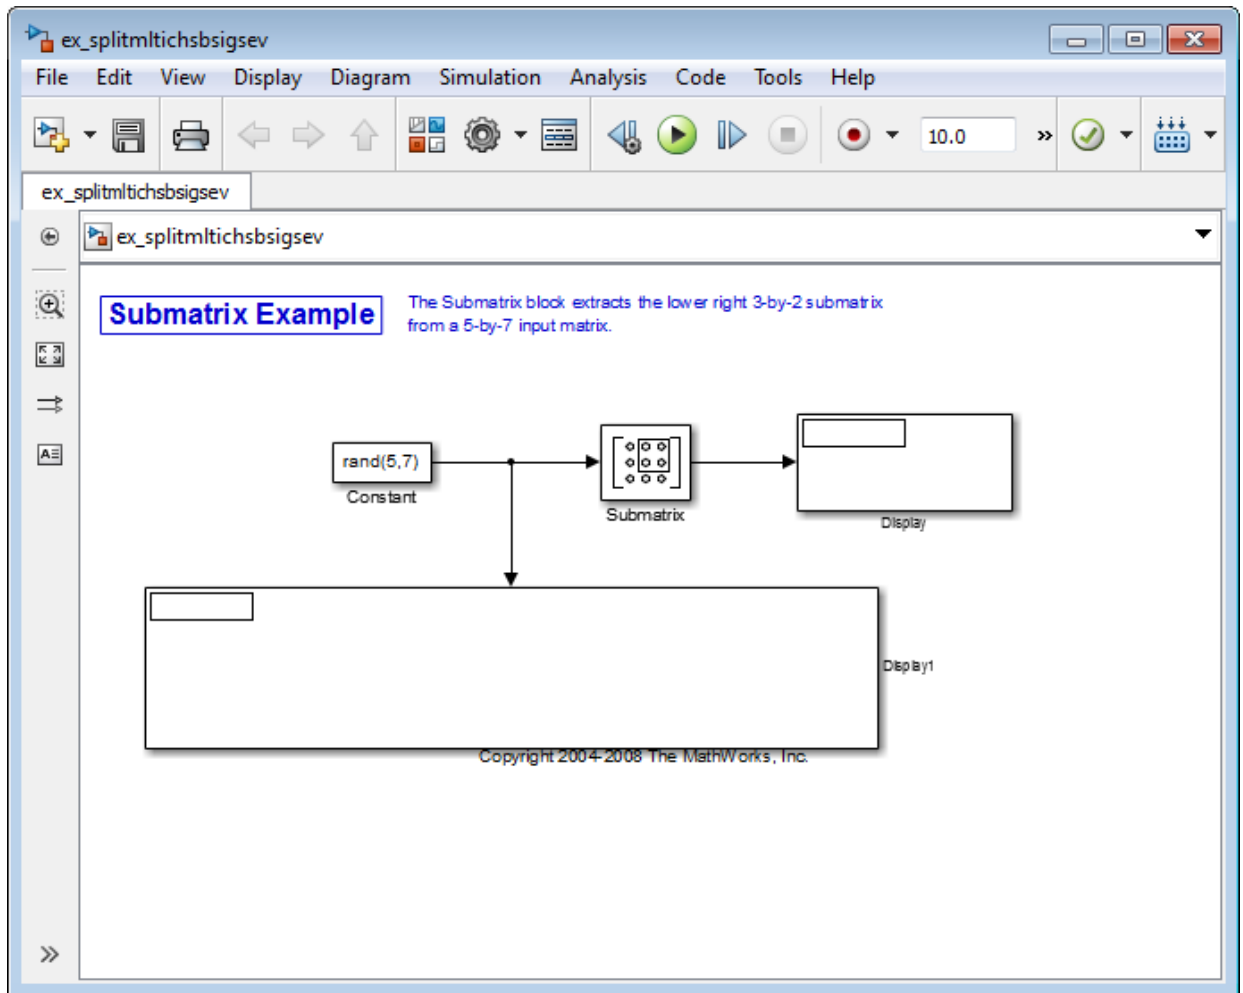 ex_splitmltichsbsigsev
File Edit View Display Diagram Simulation Analysis Code Tools Help
10.0
»
ex_splitmltichsbsigsev
ex_splitmltichsbsigsev
Submatrix Example
The Submatrix block extracts the lower right 3-by-2 submatrix
from a 5-by-7 input matrix.
rand(5,7)
Constant
Submatrix
Display
Display1
Copyright 2004-2008 The MathWorks, Inc.
»